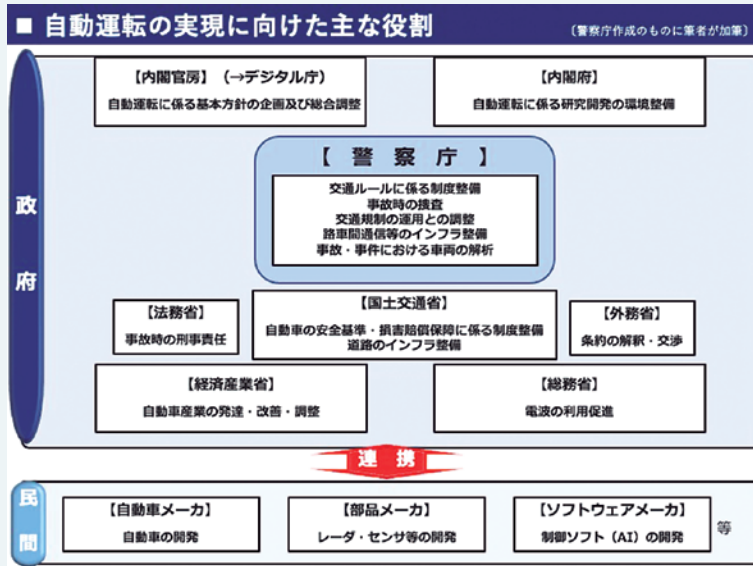 ■ 自動運転の実現に向けた主な役割
〔警察庁作成のものに筆者が加筆〕
政府
【内閣官房】（→デジタル庁）
自動運転に係る基本方針の企画及び総合調整
【内閣府】
自動運転に係る研究開発の環境整備
【警察庁】
交通ルールに係る制度整備
事故時の捜査
交通規制の運用との調整
路車間通信等のインフラ整備
事故・事件における車両の解析
【法務省】
事故時の刑事責任
【国土交通省】
自動車の安全基準・損害賠償保障に係る制度整備
道路のインフラ整備
【外務省】
条約の解釈・交渉
【経済産業省】
自動車産業の発達・改善・調整
【総務省】
電波の利用促進
連携
民間
【自動車メーカ】
自動車の開発
【部品メーカ】
レーダ・センサ等の開発
【ソフトウェアメーカ】
制御ソフト（AI）の開発
等